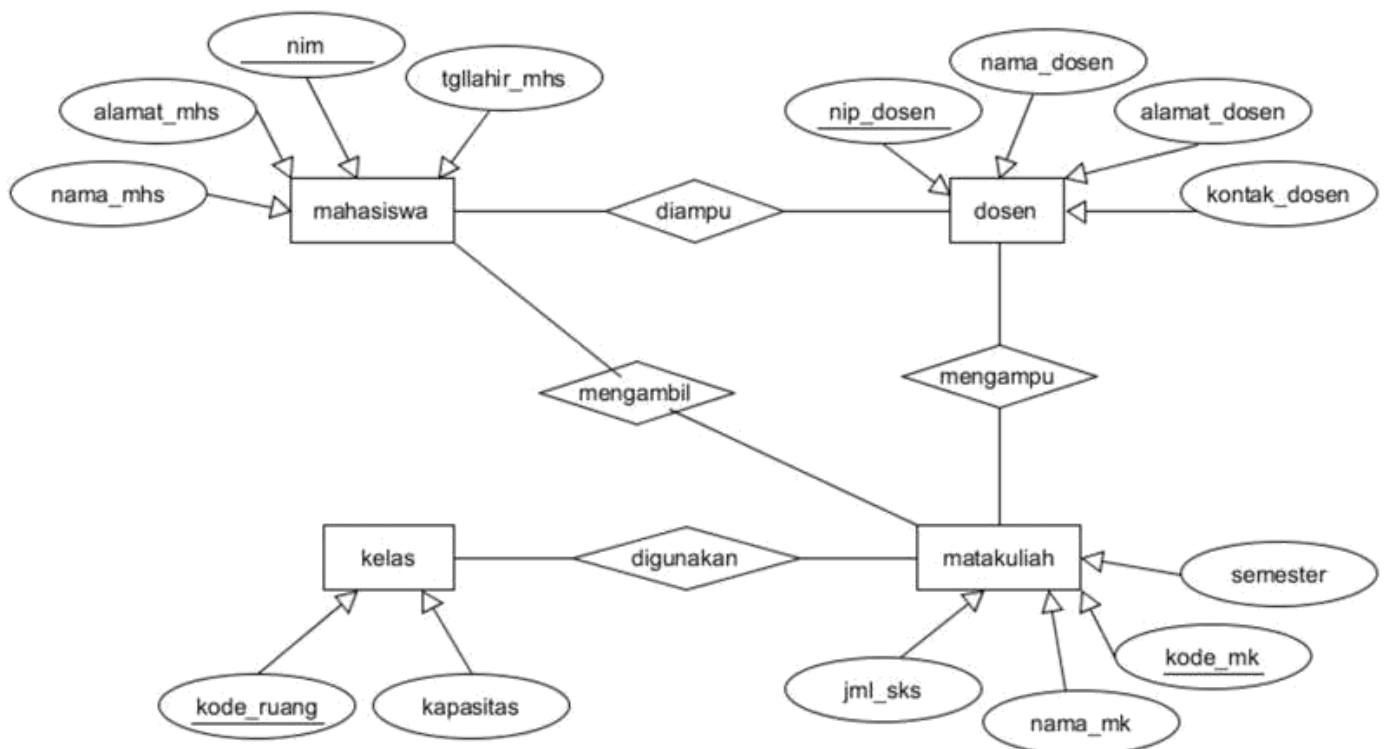 nim
nama_dosen
tgllahir_mhs
alamat_mhs
nip_dosen
alamat_dosen
nama_mhs
kontak_dosen
mahasiswa
diampu
dosen
mengambil
mengampu
kelas
digunakan
matakuliah
semester
kode_mk
jml_sks
kode_ruang
kapasitas
nama_mk